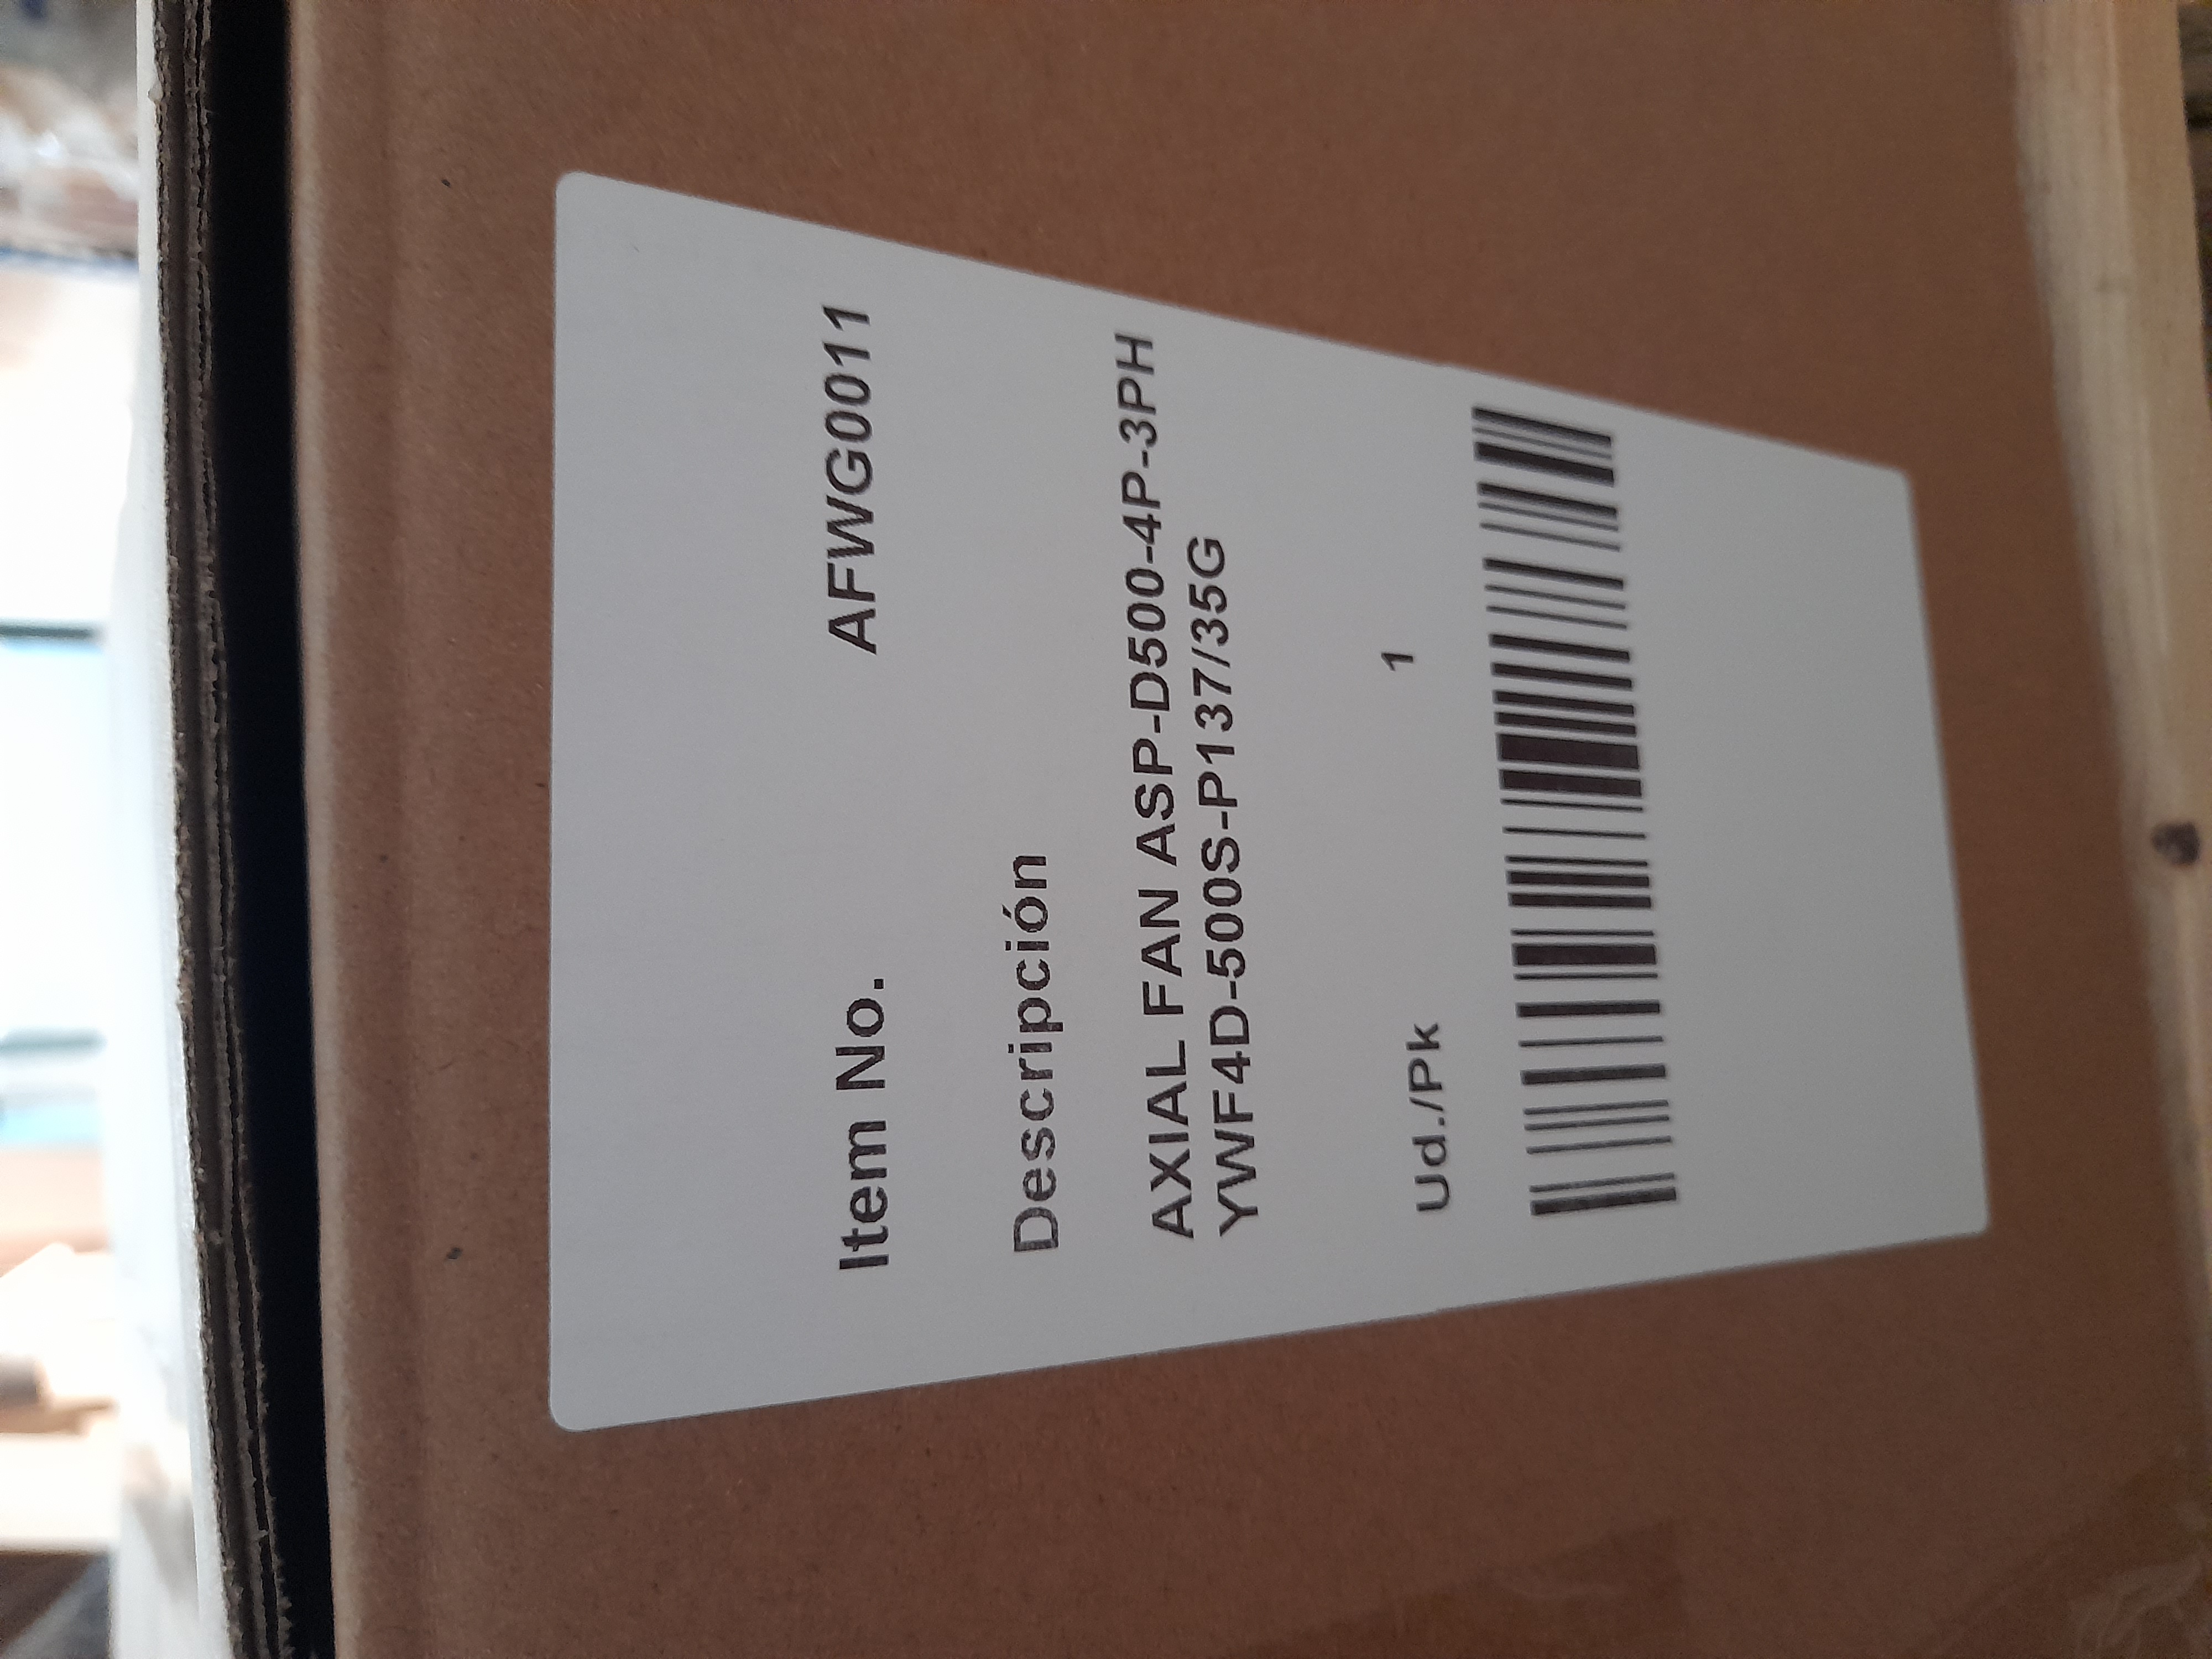 Item No. AFWG0011
Descripción
AXIAL FAN ASP-D500-4P-3PH
YWF4D-500S-P137/35G
Ud./Pk 1